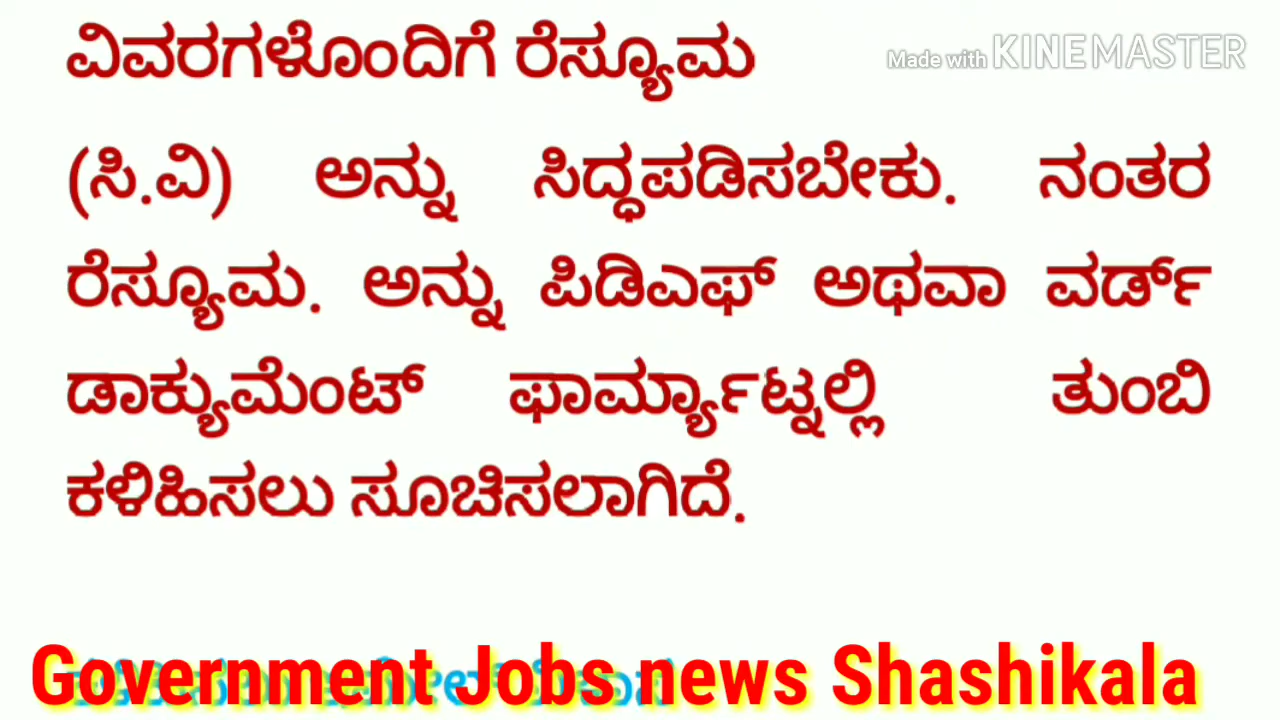 ವಿವರಗಳೊಂದಿಗೆ ರೆಸ್ಯೂಮ
Made with KINEMASTER
(ಸಿ.ವಿ) ಅನ್ನು ಸಿದ್ಧಪಡಿಸಬೇಕು. ನಂತರ
ರೆಸ್ಯೂಮ. ಅನ್ನು ಪಿಡಿಎಫ್ ಅಥವಾ ವರ್ಡ್
ಡಾಕ್ಯುಮೆಂಟ್ ಫಾರ್ಮ್ಯಾಟ್ನಲ್ಲಿ ತುಂಬಿ
ಕಳಿಹಿಸಲು ಸೂಚಿಸಲಾಗಿದೆ.
Government Jobs news Shashikala